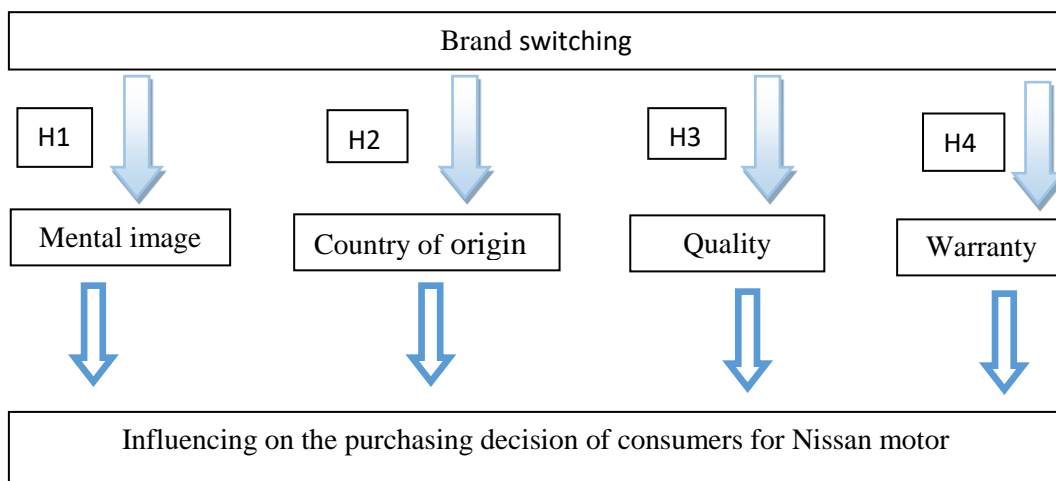 Brand switching
H1
H2
H3
H4
Mental image
Country of origin
Quality
Warranty
Influencing on the purchasing decision of consumers for Nissan motor